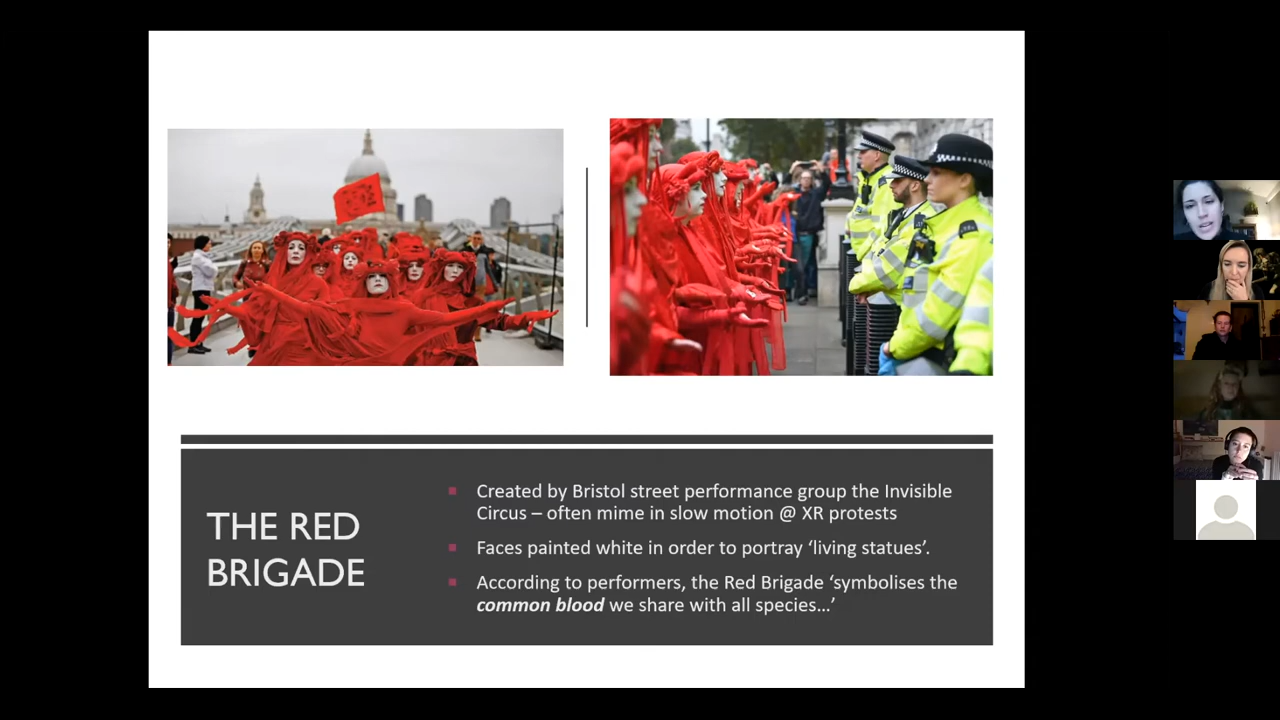 THE RED
BRIGADE
Created by Bristol street performance group the Invisible
Circus – often mime in slow motion @ XR protests
Faces painted white in order to portray ‘living statues’.
According to performers, the Red Brigade ‘symbolises the
common blood we share with all species…’